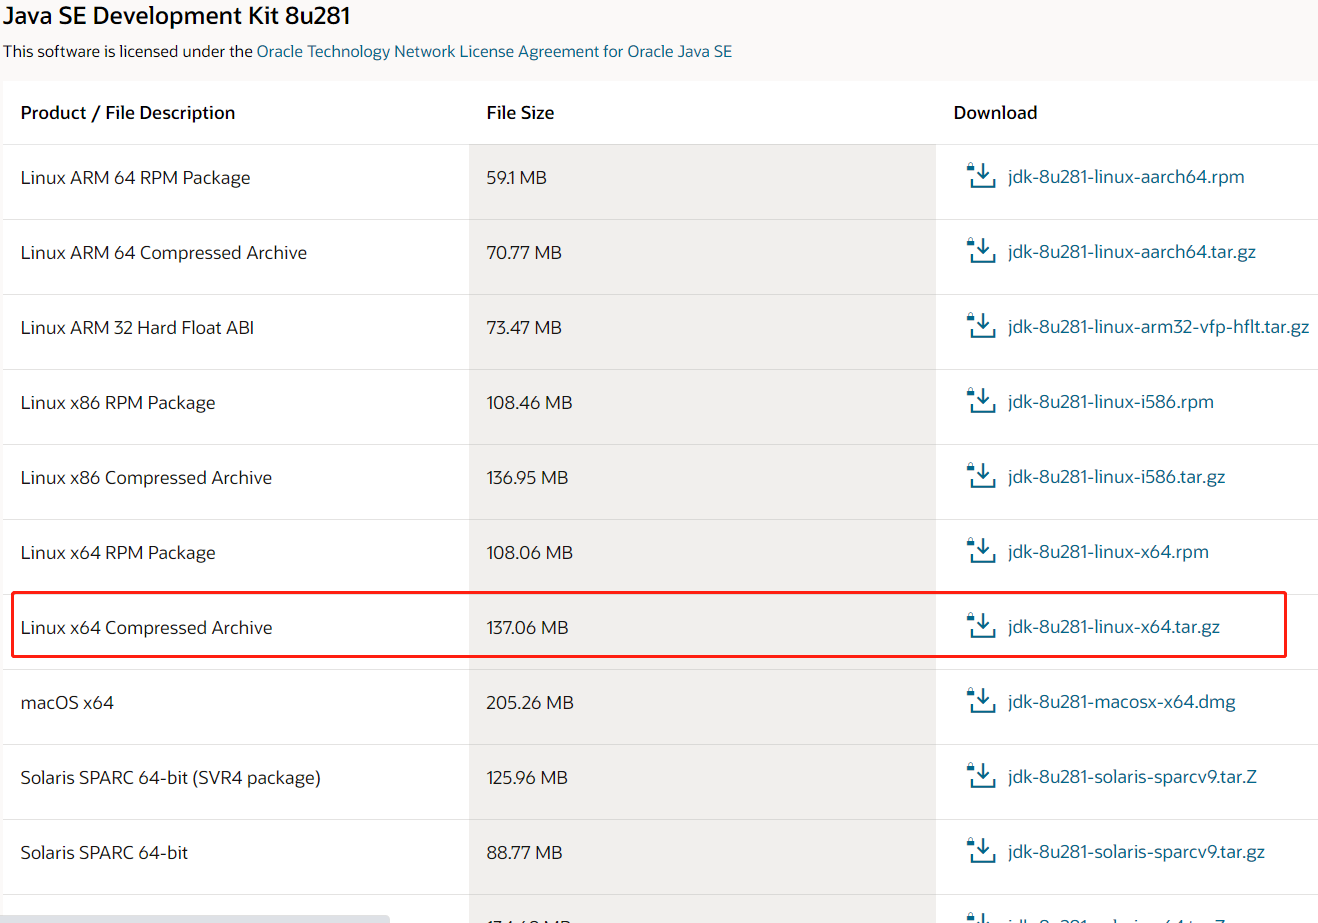 Java SE Development Kit 8u281
This software is licensed under the Oracle Technology Network License Agreement for Oracle Java SE
Product / File Description File Size Download
Linux ARM 64 RPM Package 59.1 MB jdk-8u281-linux-aarch64.rpm
Linux ARM 64 Compressed Archive 70.77 MB jdk-8u281-linux-aarch64.tar.gz
Linux ARM 32 Hard Float ABI 73.47 MB jdk-8u281-linux-arm32-vfp-hflt.tar.gz
Linux x86 RPM Package 108.46 MB jdk-8u281-linux-i586.rpm
Linux x86 Compressed Archive 136.95 MB jdk-8u281-linux-i586.tar.gz
Linux x64 RPM Package 108.06 MB jdk-8u281-linux-x64.rpm
Linux x64 Compressed Archive 137.06 MB jdk-8u281-linux-x64.tar.gz
macOS x64 205.26 MB jdk-8u281-macosx-x64.dmg
Solaris SPARC 64-bit (SVR4 package) 125.96 MB jdk-8u281-solaris-sparcv9.tar.Z
Solaris SPARC 64-bit 88.77 MB jdk-8u281-solaris-sparcv9.tar.gz